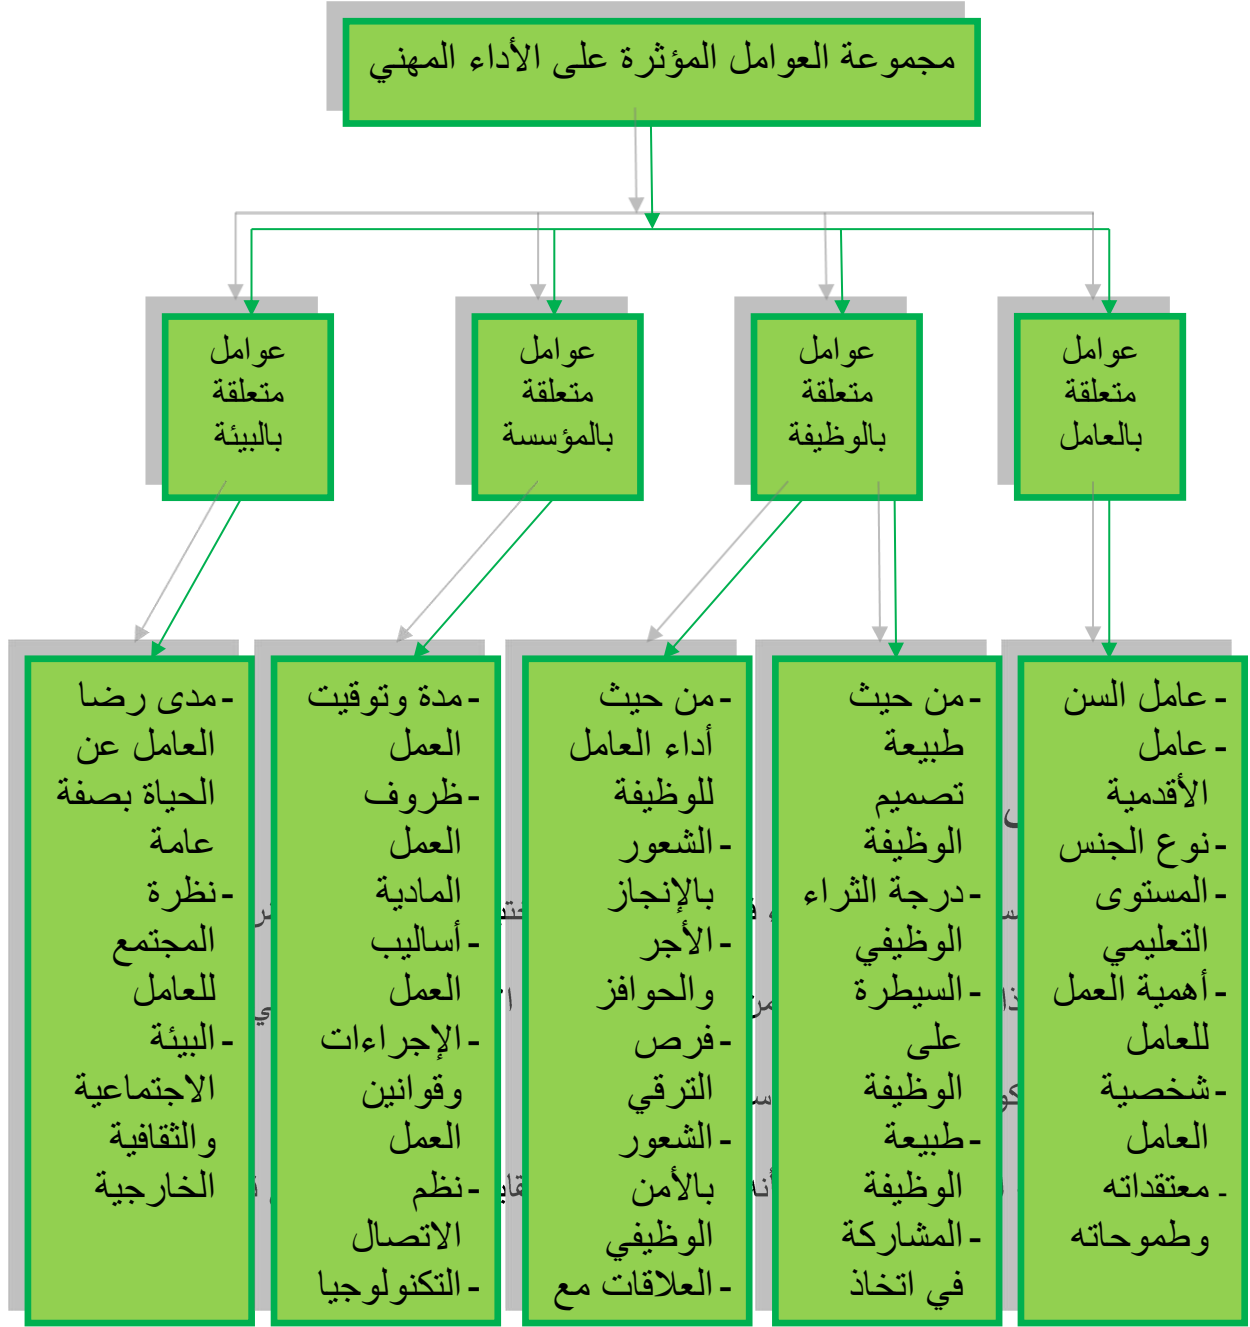 مجموعة العوامل المؤثرة على الأداء المهني
عوامل
متعلقة
بالعامل
عوامل
متعلقة
بالوظيفة
عوامل
متعلقة
بالمؤسسة
عوامل
متعلقة
بالبيئة
- عامل السن
- عامل
الأقدمية
- نوع الجنس
- المستوى
التعليمي
- أهمية العمل
للعامل
- شخصية
العامل
- معتقداته
وطموحاته
- من حيث
طبيعة
تصميم
الوظيفة
- درجة الثراء
الوظيفي
- السيطرة
على
الوظيفة
- طبيعة
الوظيفة
- المشاركة
في اتخاذ
- من حيث
أداء العامل
للوظيفة
- الشعور
بالإنجاز
- الأجر
والحوافز
- فرص
الترقي
- الشعور
بالأمن
الوظيفي
- العلاقات مع
- مدة وتوقيت
العمل
- ظروف
العمل
المادية
- أساليب
العمل
- الإجراءات
وقوانين
العمل
- نظم
الاتصال
- التكنولوجيا
- مدى رضا
العامل عن
الحياة بصفة
عامة
- نظرة
المجتمع
للعامل
- البيئة
الاجتماعية
والثقافية
الخارجية